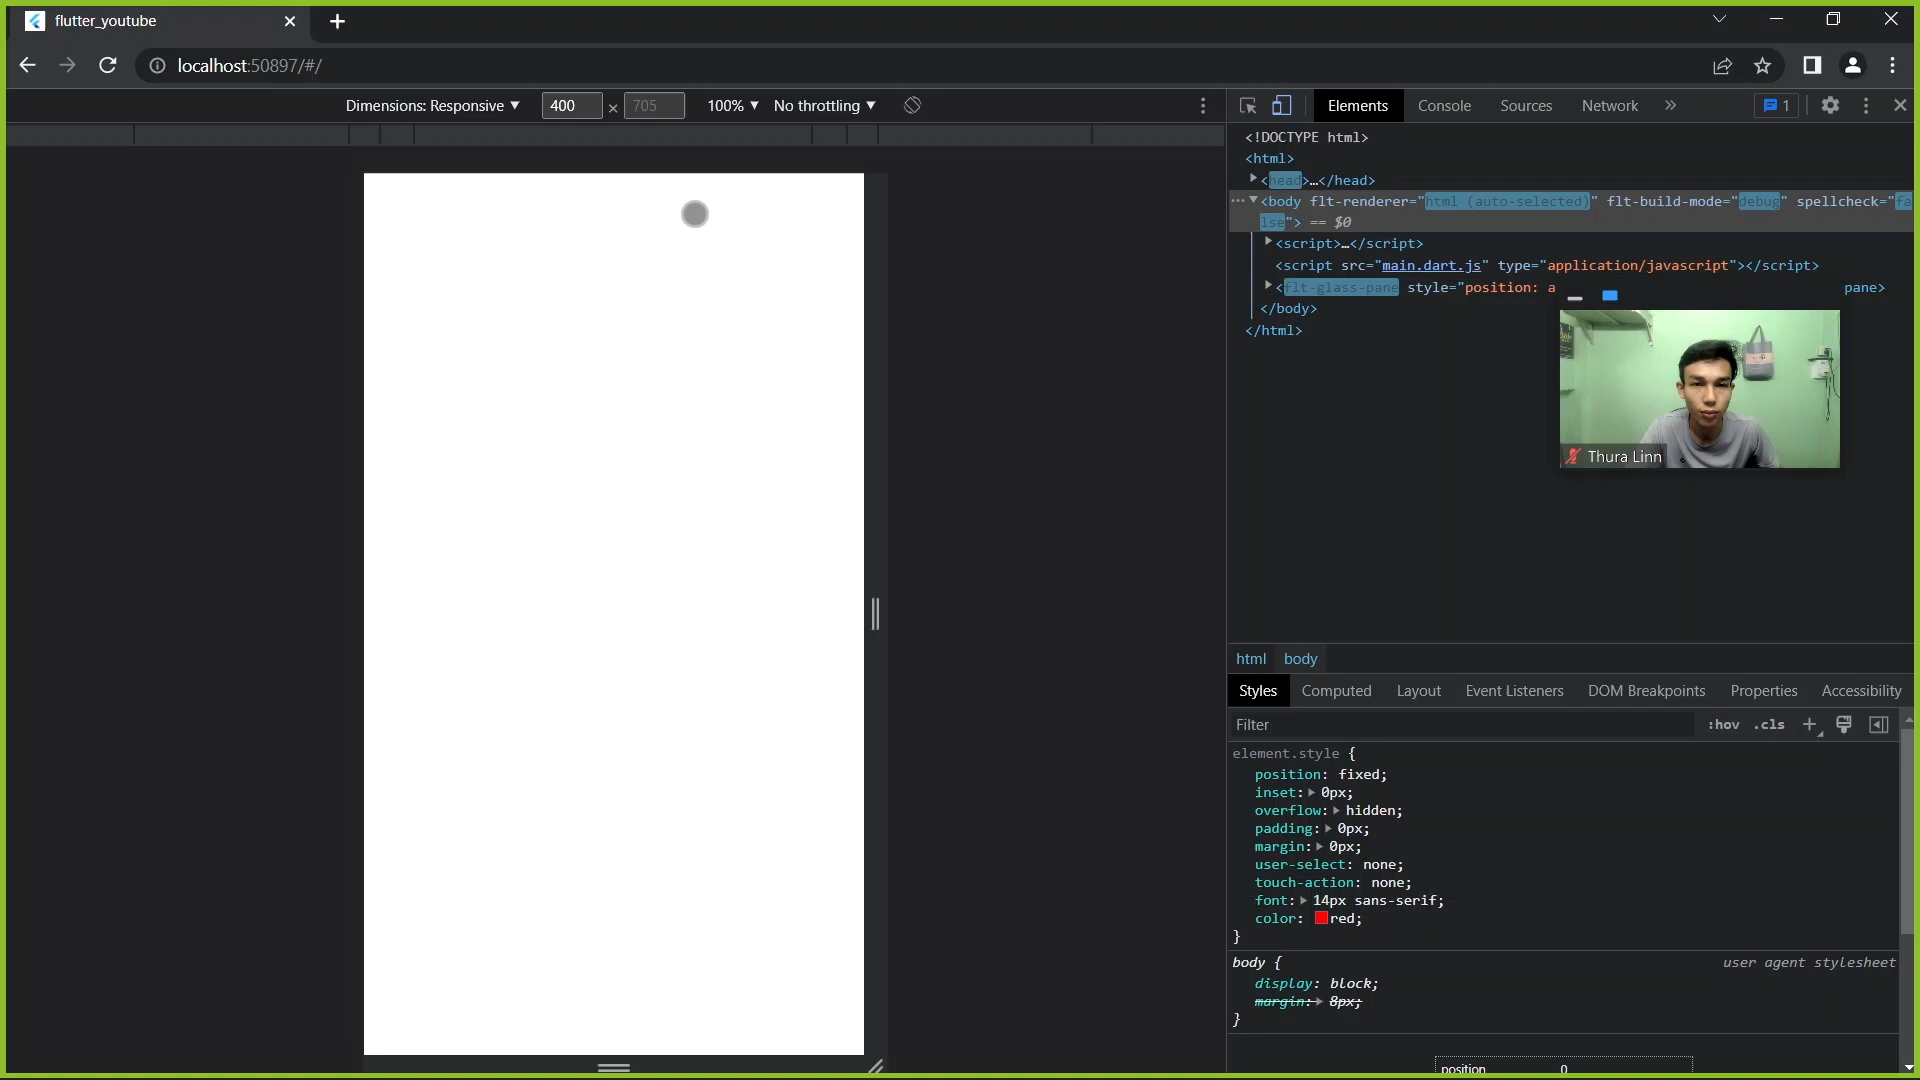 flutter_youtube
localhost:50897/#/
Dimensions: Responsive ▼ 400 × 705 100% ▼ No throttling ▼
Elements Console Sources Network » 1
<!DOCTYPE html>
<html>
<head>…</head>
<body flt-renderer="html (auto-selected)" flt-build-mode="debug" spellcheck="fa
lse"> == $0
<script>…</script>
<script src="main.dart.js" type="application/javascript"></script>
<flt-glass-pane style="position: a pane>
</body>
</html>
Thura Linn
html body
Styles Computed Layout Event Listeners DOM Breakpoints Properties Accessibility
Filter :hov .cls
element.style {
position: fixed;
inset: 0px;
overflow: hidden;
padding: 0px;
margin: 0px;
user-select: none;
touch-action: none;
font: 14px sans-serif;
color: red;
}
body { user agent stylesheet
display: block;
margin: 8px;
}
position 0